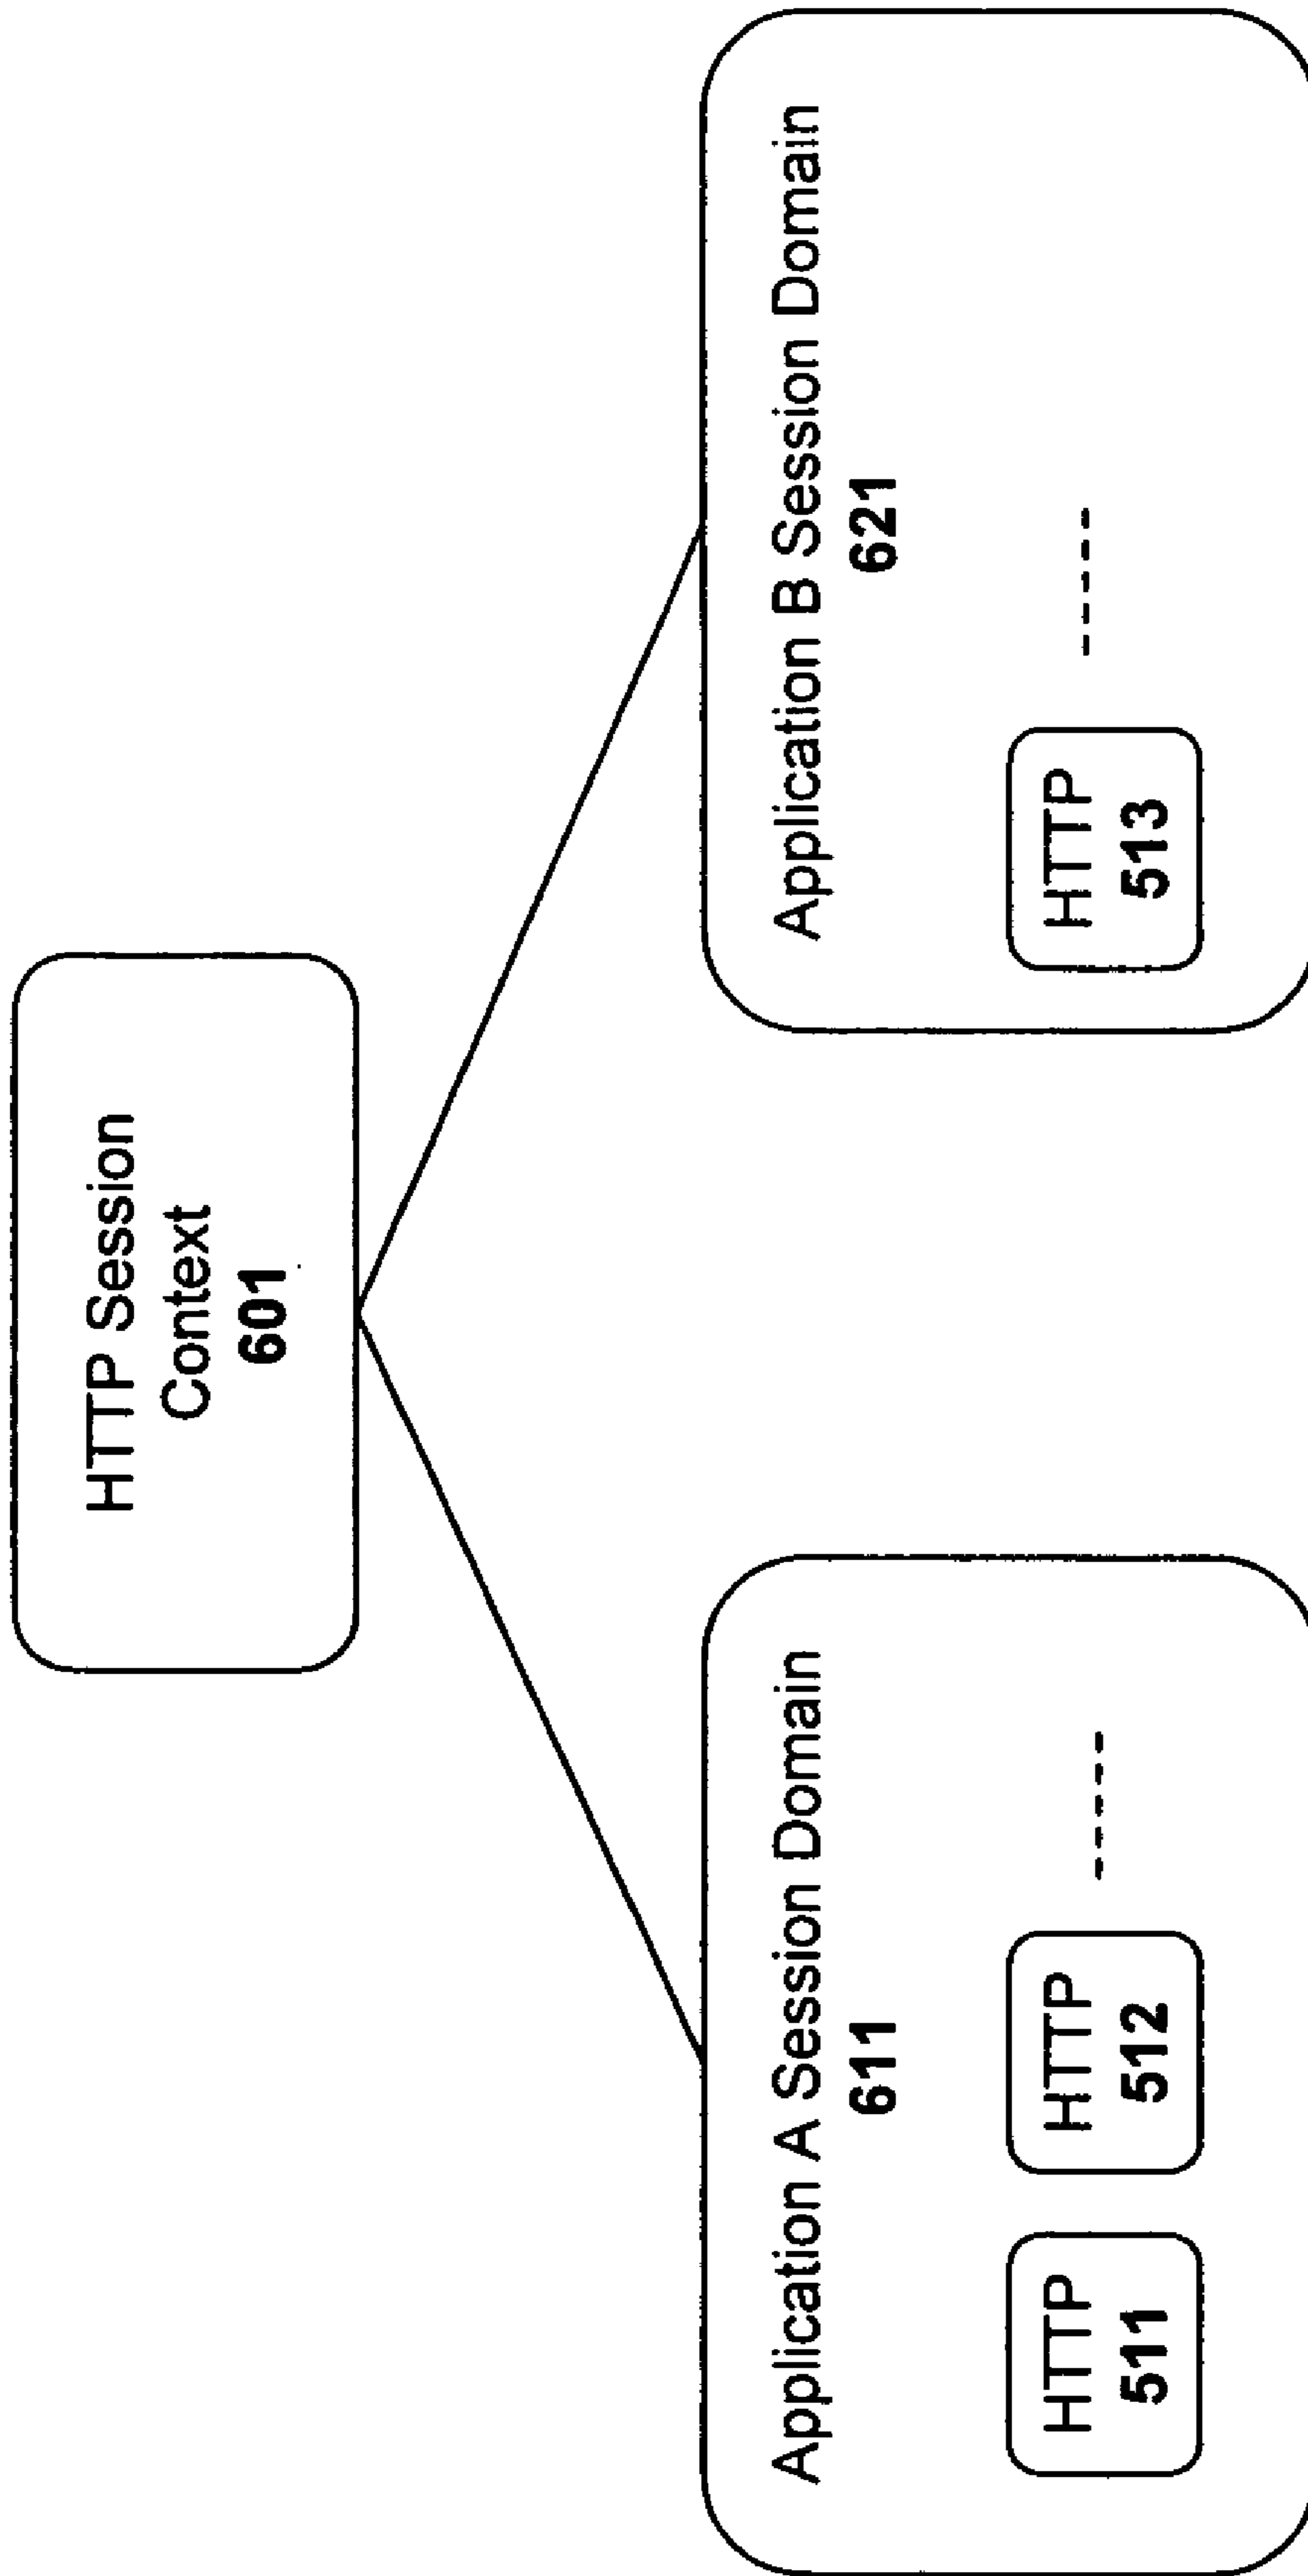 HTTP Session
Context
601
Application A Session Domain
611
HTTP
511
HTTP
512
Application B Session Domain
621
HTTP
513